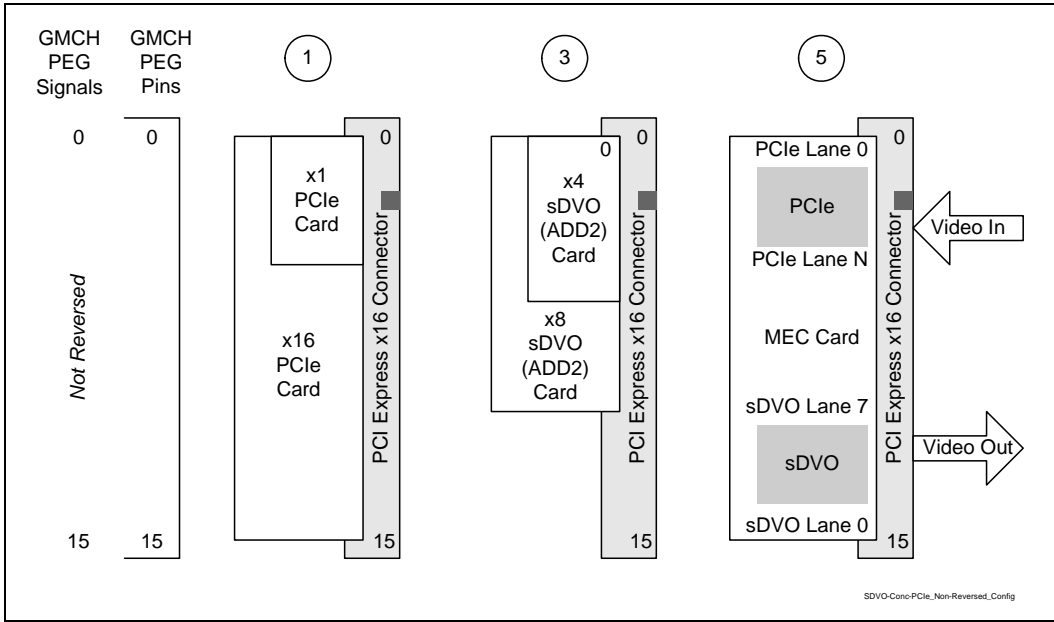 GMCH
PEG
Signals
GMCH
PEG
Pins
1
3
5
0
15
Not Reversed
0
15
x1
PCIe
Card
x16
PCIe
Card
0
PCI Express x16 Connector
15
0
x4
sDVO
(ADD2)
Card
x8
sDVO
(ADD2)
Card
0
PCI Express x16 Connector
15
PCIe Lane 0
PCIe
PCIe Lane N
MEC Card
sDVO Lane 7
sDVO
sDVO Lane 0
0
PCI Express x16 Connector
15
Video In
Video Out
SDVO-Conc-PCIe_Non-Reversed_Config